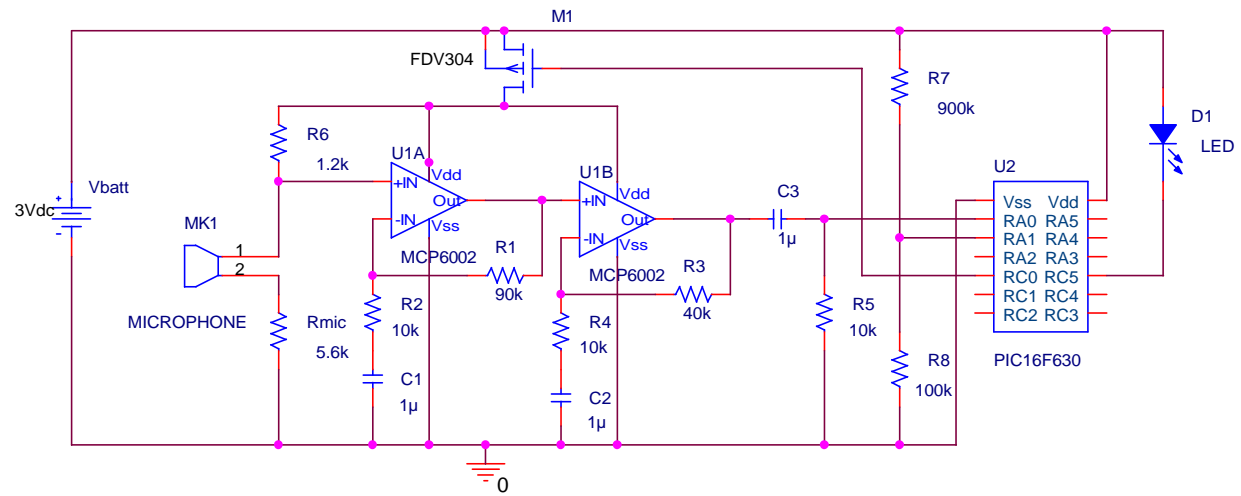 M1
FDV304
R7
900k
D1
LED
R6
1.2k
U1A
Vdd
+IN
Out
-IN
Vss
MCP6002
U1B
Vdd
+IN
Out
-IN
Vss
MCP6002
C3
1µ
U2
Vss Vdd
RA0 RA5
RA1 RA4
RA2 RA3
RC0 RC5
RC1 RC4
RC2 RC3
PIC16F630
Vbatt
+
3Vdc
-
MK1
1
2
MICROPHONE
Rmic
5.6k
R1
90k
R2
10k
R3
40k
R4
10k
R5
10k
R8
100k
C1
1µ
C2
1µ
0